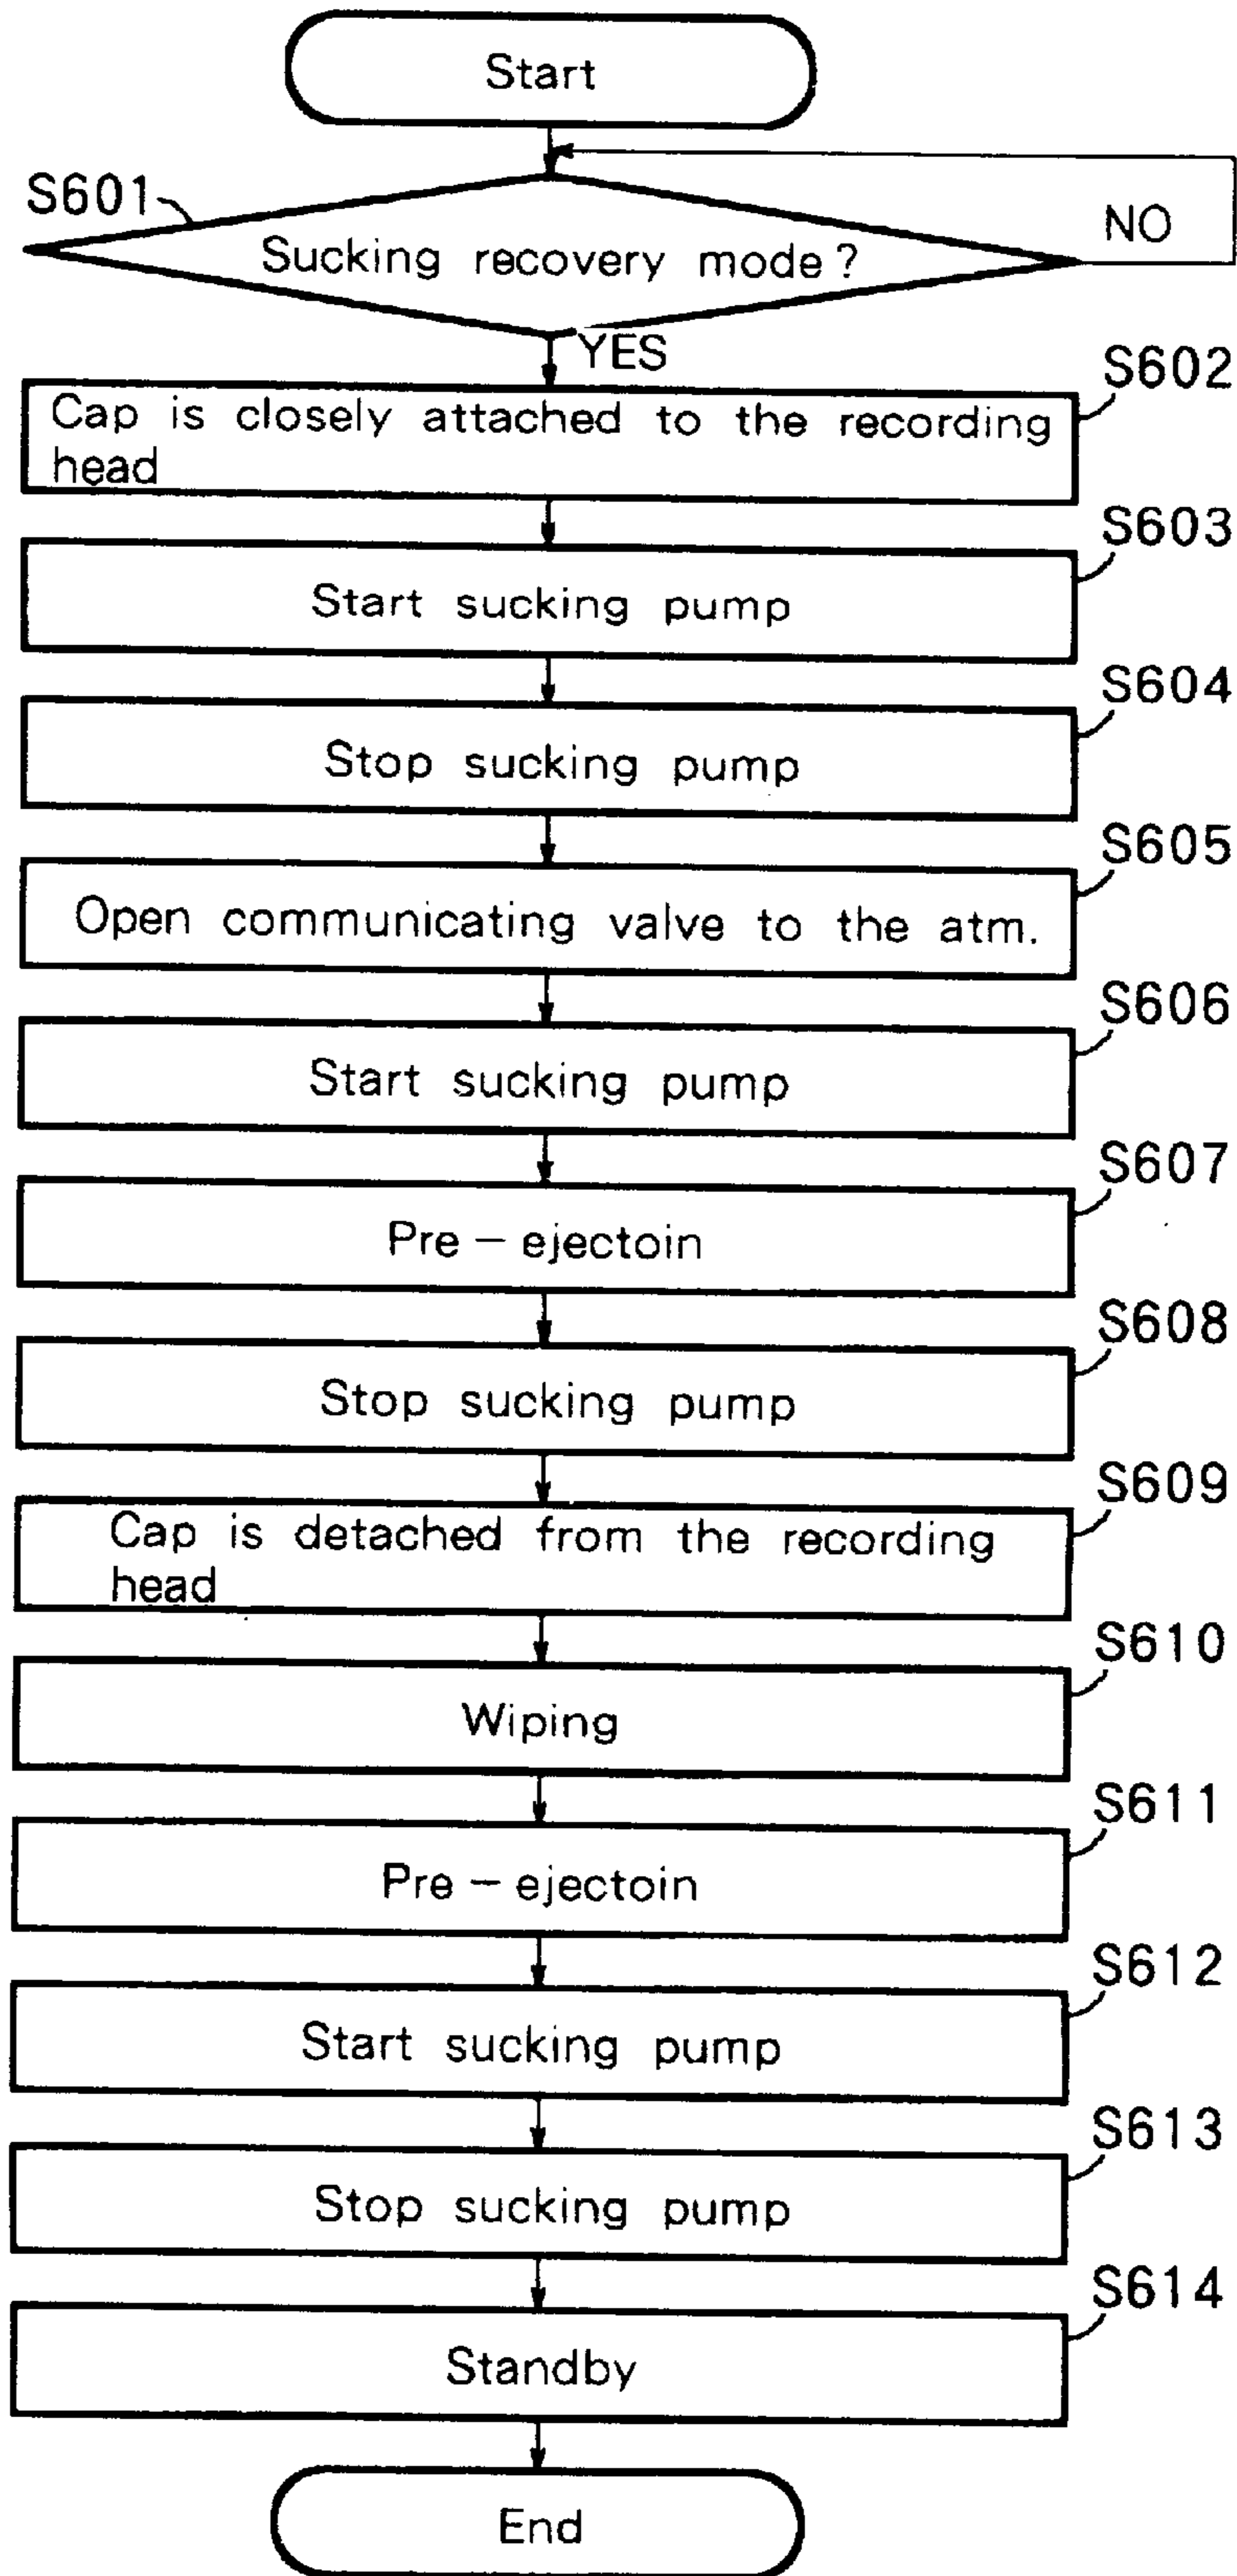 Start
S601
Sucking recovery mode?
NO
YES
S602
Cap is closely attached to the recording
head
S603
Start sucking pump
S604
Stop sucking pump
S605
Open communicating valve to the atm.
S606
Start sucking pump
S607
Pre-ejectoin
S608
Stop sucking pump
S609
Cap is detached from the recording
head
S610
Wiping
S611
Pre-ejectoin
S612
Start sucking pump
S613
Stop sucking pump
S614
Standby
End